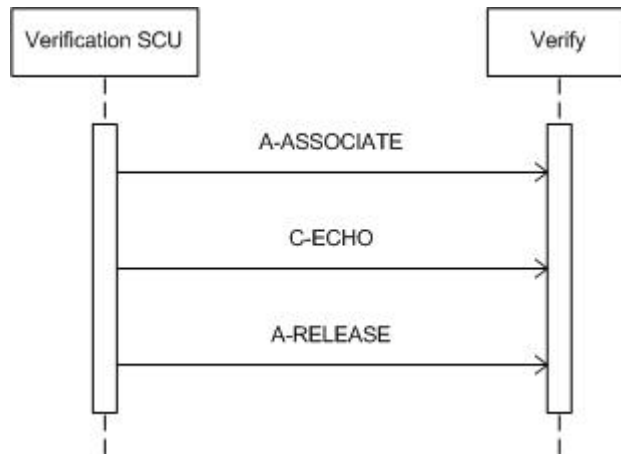 Verification SCU
Verify
A-ASSOCIATE
C-ECHO
A-RELEASE